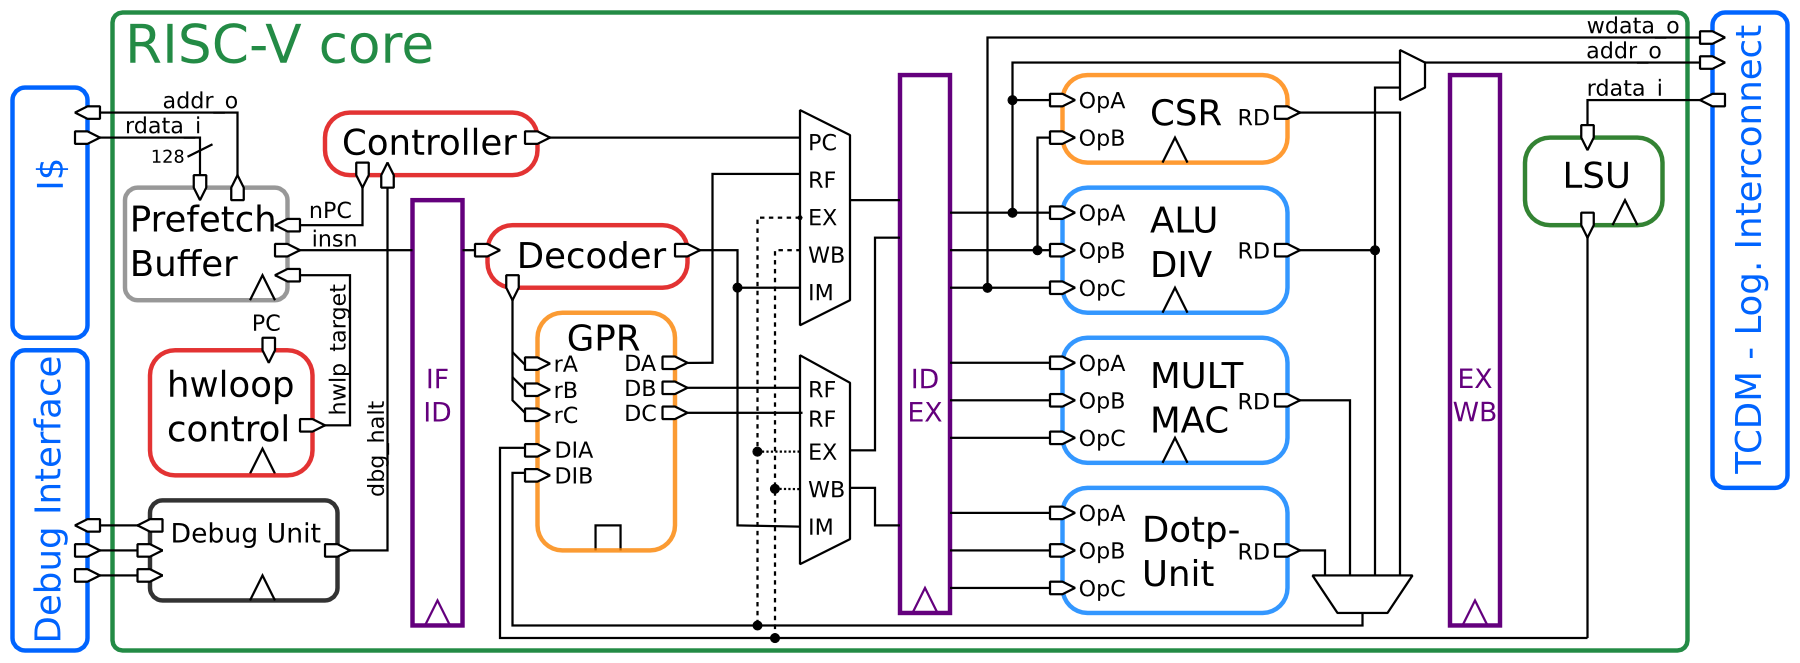 RISC-V core
I$
addr_o
rdata_i
128
Prefetch
Buffer
nPC
insn
Controller
PC
hwloop
control
hwlp_target
dbg_halt
Debug Interface
Debug Unit
IF
ID
Decoder
GPR
rA
rB
rC
DIA
DIB
DA
DB
DC
PC
RF
EX
WB
IM
RF
RF
EX
WB
IM
ID
EX
OpA
OpB
CSR
RD
OpA
OpB
OpC
ALU
DIV
RD
OpA
OpB
OpC
MULT
MAC
RD
OpA
OpB
OpC
Dotp-
Unit
RD
EX
WB
wdata_o
addr_o
rdata_i
LSU
TCDM - Log. Interconnect